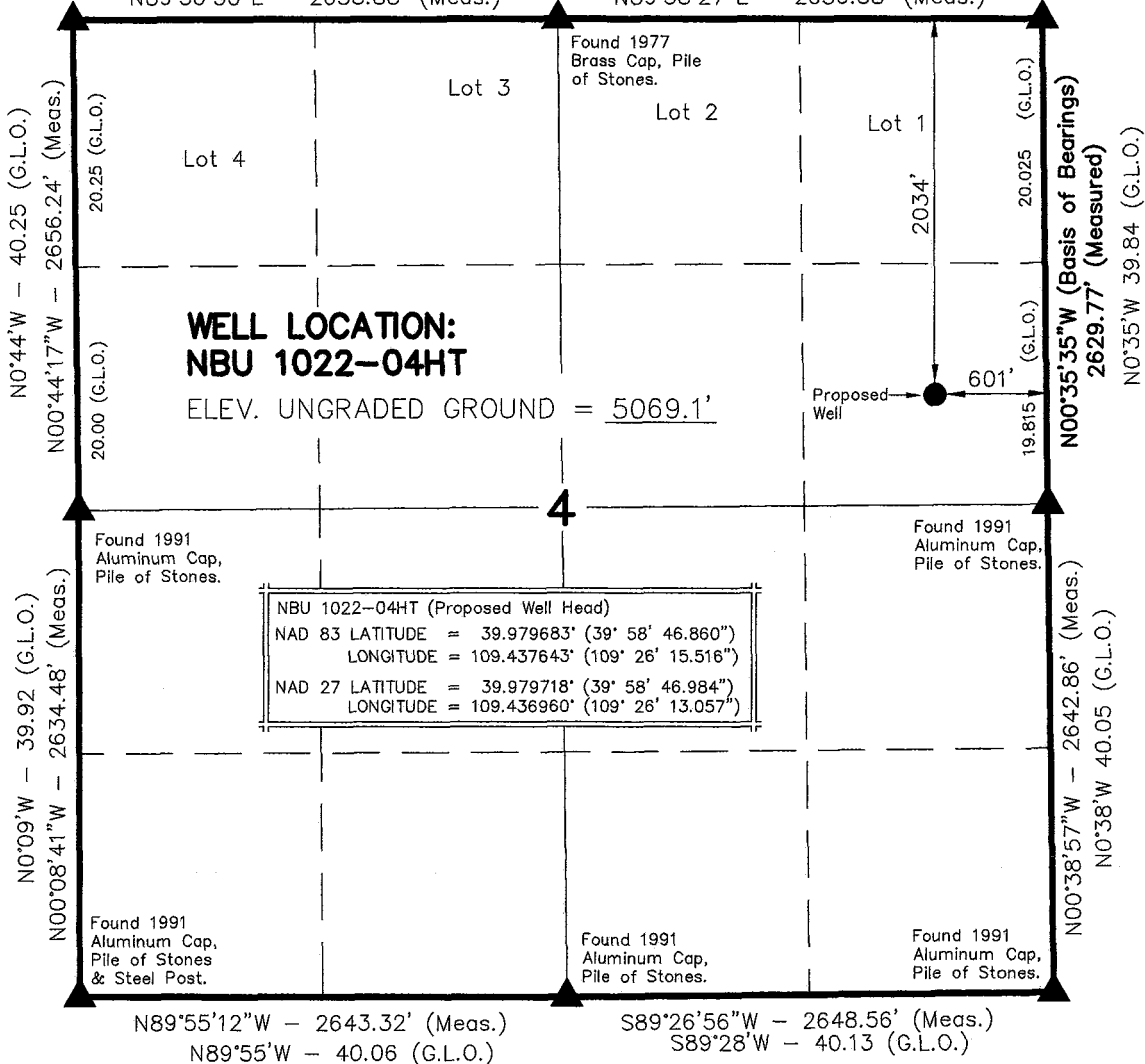 Found 1977
Brass Cap, Pile
of Stones.
Lot 3
Lot 2
Lot 1
Lot 4
N0°44'W – 40.25 (G.L.O.)
N00°44'17"W – 2656.24' (Meas.)
20.25 (G.L.O.)
20.00 (G.L.O.)
2034'
20.025 (G.L.O.)
19.815 (G.L.O.)
N00°35'35"W (Basis of Bearings)
2629.77' (Measured)
N0°35'W 39.84 (G.L.O.)
WELL LOCATION:
NBU 1022–04HT
ELEV. UNGRADED GROUND = 5069.1'
Proposed
Well
601'
4
Found 1991
Aluminum Cap,
Pile of Stones.
Found 1991
Aluminum Cap,
Pile of Stones.
NBU 1022–04HT (Proposed Well Head)
NAD 83 LATITUDE = 39.979683° (39° 58' 46.860")
LONGITUDE = 109.437643° (109° 26' 15.516")
NAD 27 LATITUDE = 39.979718° (39° 58' 46.984")
LONGITUDE = 109.436960° (109° 26' 13.057")
N0°09'W – 39.92 (G.L.O.)
N00°08'41"W – 2634.48' (Meas.)
N00°38'57"W – 2642.86' (Meas.)
N0°38'W 40.05 (G.L.O.)
Found 1991
Aluminum Cap,
Pile of Stones
& Steel Post.
Found 1991
Aluminum Cap,
Pile of Stones.
Found 1991
Aluminum Cap,
Pile of Stones.
N89°55'12"W – 2643.32' (Meas.)
N89°55'W – 40.06 (G.L.O.)
S89°26'56"W – 2648.56' (Meas.)
S89°28'W – 40.13 (G.L.O.)